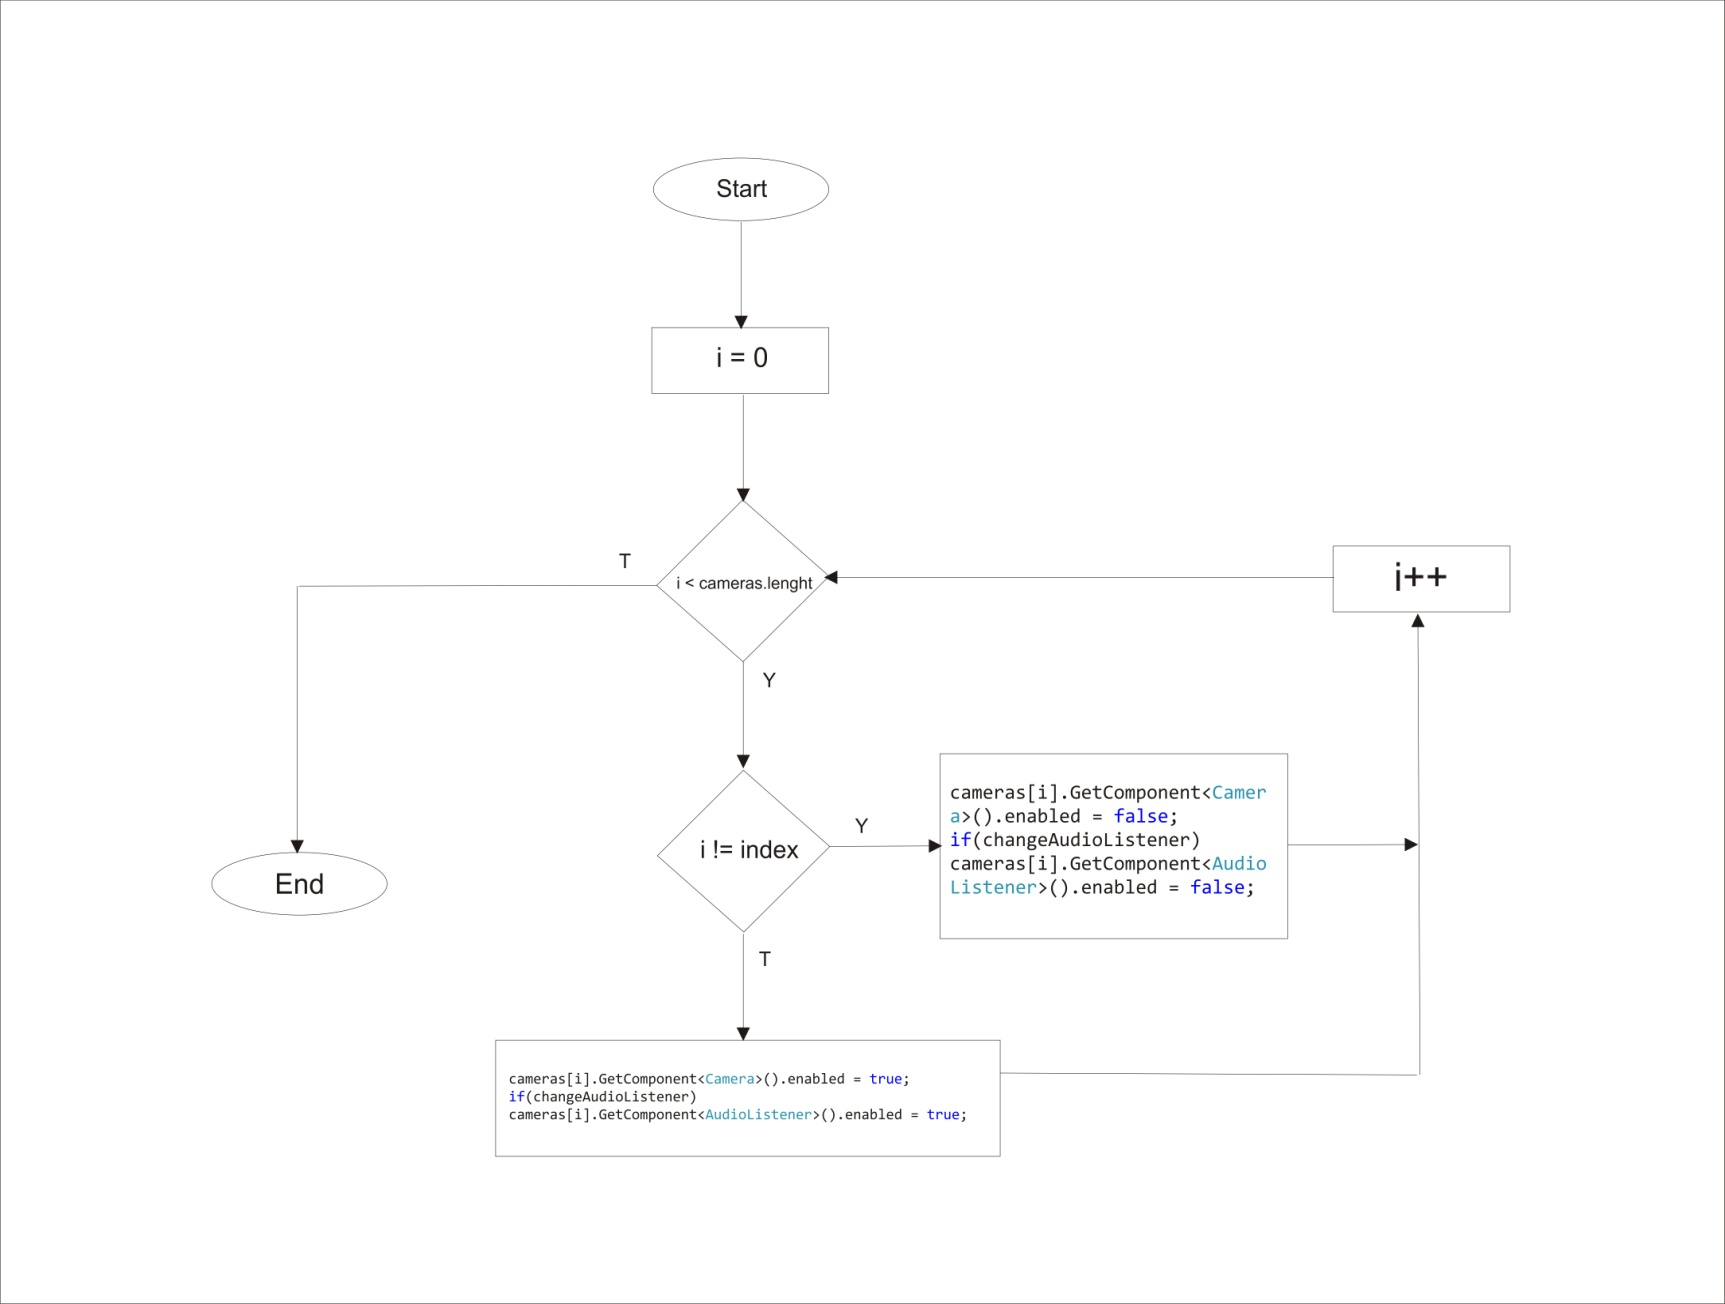 Start
i = 0
T
i < cameras.lenght
i++
Y
i != index
Y
cameras[i].GetComponent<Camer
a>().enabled = false;
if(changeAudioListener)
cameras[i].GetComponent<Audio
Listener>().enabled = false;
End
T
cameras[i].GetComponent<Camera>().enabled = true;
if(changeAudioListener)
cameras[i].GetComponent<AudioListener>().enabled = true;